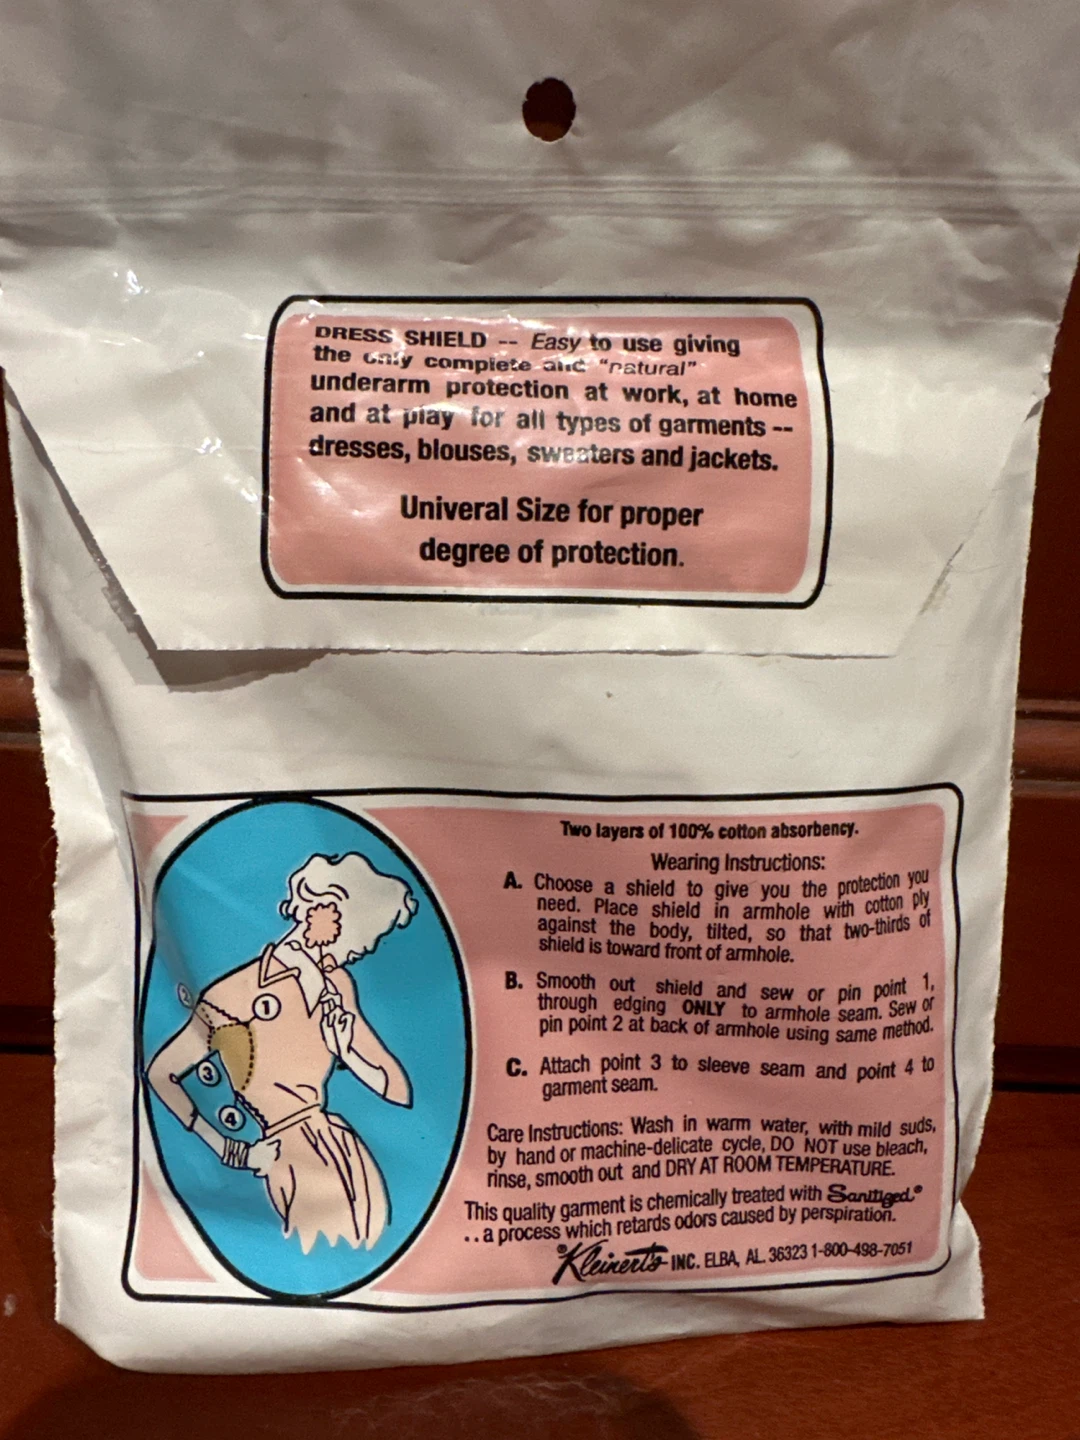 DRESS SHIELD -- Easy to use giving
the only complete and "natural"
underarm protection at work, at home
and at play for all types of garments --
dresses, blouses, sweaters and jackets.
Univeral Size for proper
degree of protection.
Two layers of 100% cotton absorbency.
Wearing Instructions:
A. Choose a shield to give you the protection you
need. Place shield in armhole with cotton ply
against the body, tilted, so that two-thirds of
shield is toward front of armhole.
B. Smooth out shield and sew or pin point 1,
through edging ONLY to armhole seam. Sew or
pin point 2 at back of armhole using same method.
C. Attach point 3 to sleeve seam and point 4 to
garment seam.
Care Instructions: Wash in warm water, with mild suds,
by hand or machine-delicate cycle, DO NOT use bleach,
rinse, smooth out and DRY AT ROOM TEMPERATURE.
This quality garment is chemically treated with Sanitized®
. . a process which retards odors caused by perspiration.
®Kleinert's INC. ELBA, AL. 36323 1-800-498-7051
2
1
3
4